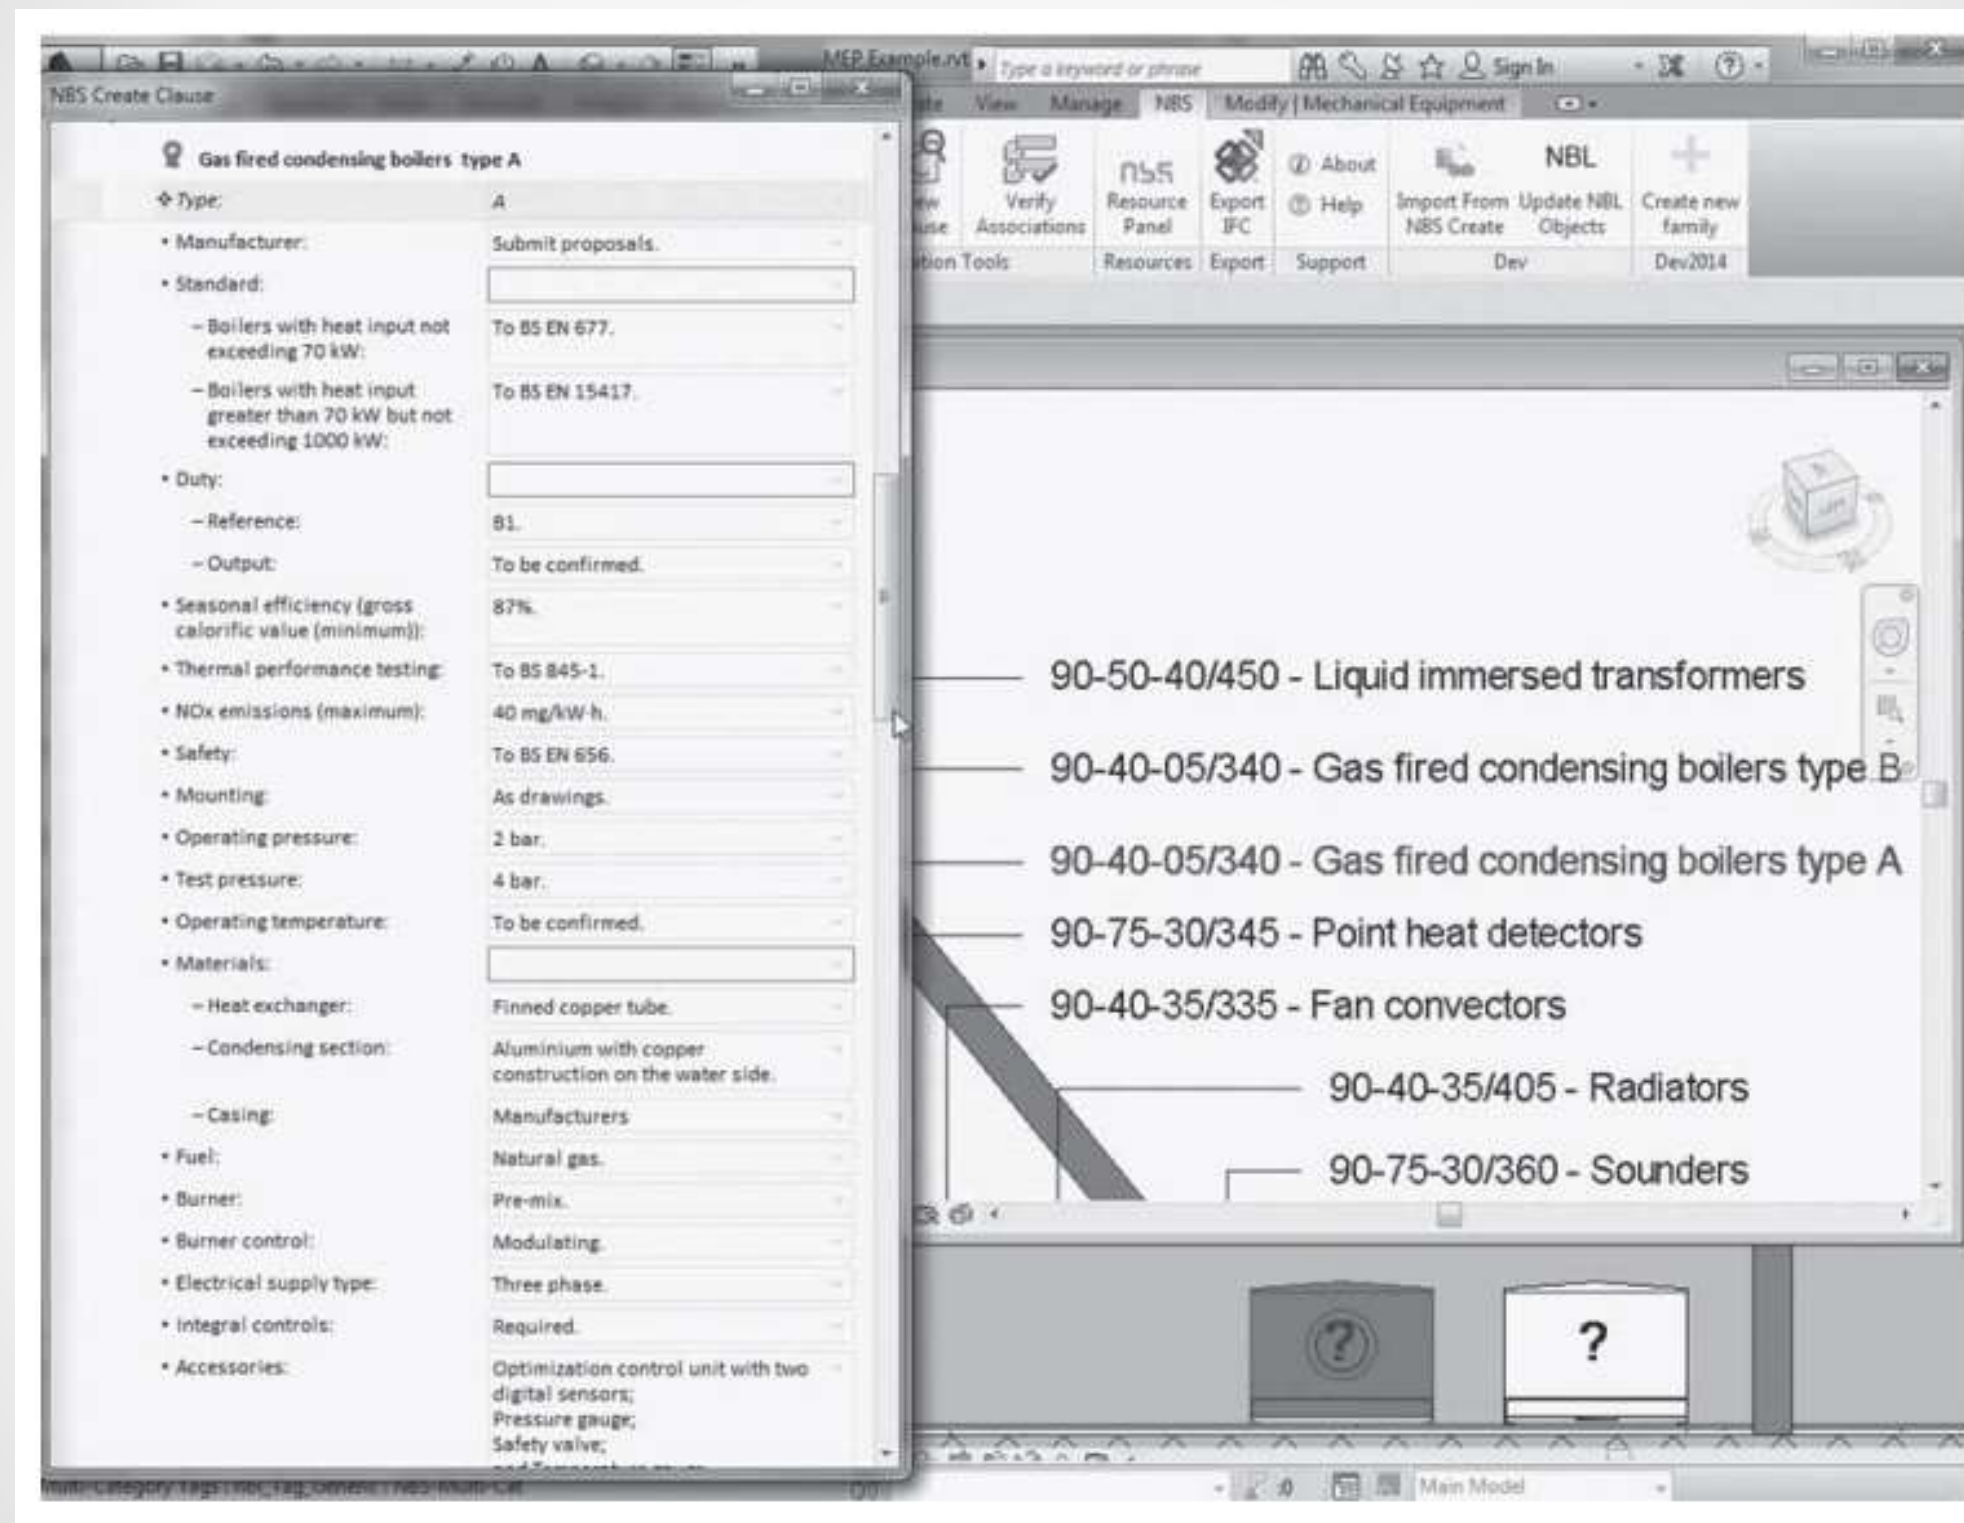 MEP Example.rvt
Type a keyword or phrase
Sign In
NBS Create Clause
View Manage NBS Modify | Mechanical Equipment
Gas fired condensing boilers type A
Type: A
• Manufacturer: Submit proposals.
• Standard:
– Boilers with heat input not To BS EN 677.
exceeding 70 kW:
– Boilers with heat input To BS EN 15417.
greater than 70 kW but not
exceeding 1000 kW:
• Duty:
– Reference: B1.
– Output: To be confirmed.
• Seasonal efficiency (gross 87%.
calorific value (minimum)):
• Thermal performance testing: To BS 845-1.
• NOx emissions (maximum): 40 mg/kW·h.
• Safety: To BS EN 656.
• Mounting: As drawings.
• Operating pressure: 2 bar.
• Test pressure: 4 bar.
• Operating temperature: To be confirmed.
• Materials:
– Heat exchanger: Finned copper tube.
– Condensing section: Aluminium with copper
construction on the water side.
– Casing: Manufacturers
• Fuel: Natural gas.
• Burner: Pre-mix.
• Burner control: Modulating.
• Electrical supply type: Three phase.
• Integral controls: Required.
• Accessories: Optimization control unit with two
digital sensors;
Pressure gauge;
Safety valve;
Verify
Associations
nbs
Resource
Panel
Export
IFC
About
Help
Import From
NBS Create
NBL
Update NBL
Objects
Create new
family
Tools Resources Export Support Dev Dev2014
90-50-40/450 - Liquid immersed transformers
90-40-05/340 - Gas fired condensing boilers type B
90-40-05/340 - Gas fired condensing boilers type A
90-75-30/345 - Point heat detectors
90-40-35/335 - Fan convectors
90-40-35/405 - Radiators
90-75-30/360 - Sounders
? ?
:0 Main Model